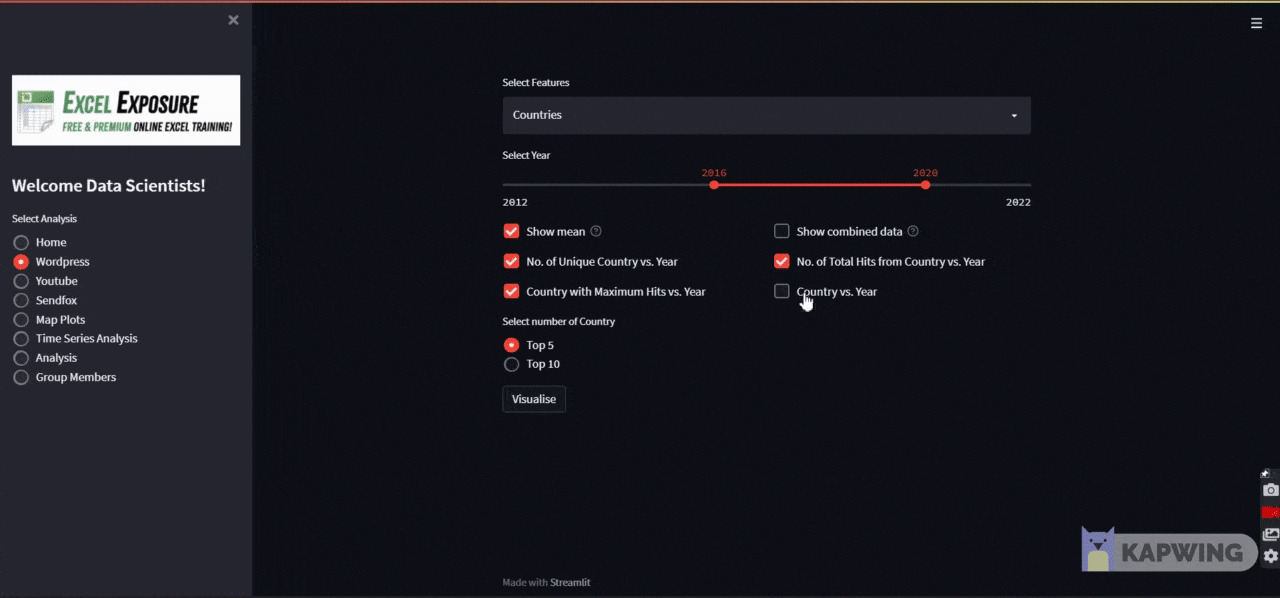 EXCEL EXPOSURE
FREE & PREMIUM ONLINE EXCEL TRAINING!
Welcome Data Scientists!
Select Analysis
Home
Wordpress
Youtube
Sendfox
Map Plots
Time Series Analysis
Analysis
Group Members
Select Features
Countries
Select Year
2016 2020
2012 2022
Show mean Show combined data
No. of Unique Country vs. Year No. of Total Hits from Country vs. Year
Country with Maximum Hits vs. Year Country vs. Year
Select number of Country
Top 5
Top 10
Visualise
KAPWING
Made with Streamlit